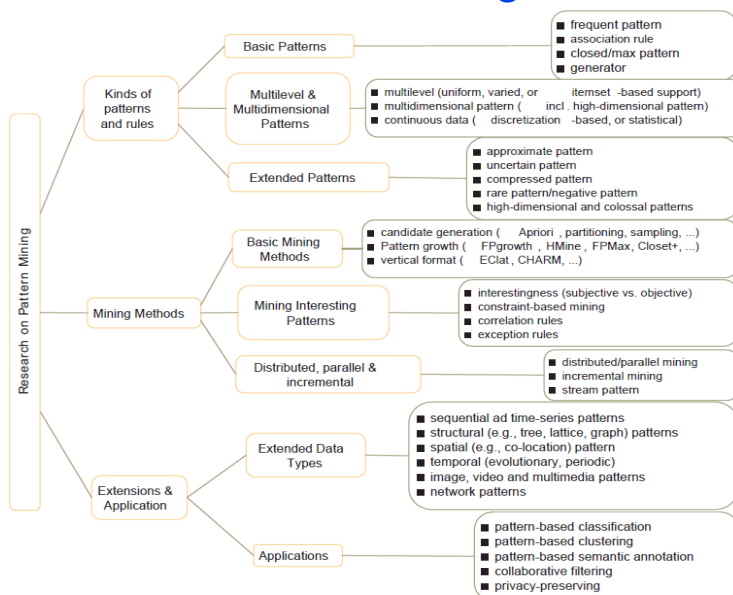 Research on Pattern Mining
Kinds of
patterns
and rules
Basic Patterns
■ frequent pattern
■ association rule
■ closed/max pattern
■ generator
Multilevel &
Multidimensional
Patterns
■ multilevel (uniform, varied, or itemset -based support)
■ multidimensional pattern ( incl . high-dimensional pattern)
■ continuous data ( discretization -based, or statistical)
Extended Patterns
■ approximate pattern
■ uncertain pattern
■ compressed pattern
■ rare pattern/negative pattern
■ high-dimensional and colossal patterns
Mining Methods
Basic Mining
Methods
■ candidate generation ( Apriori , partitioning, sampling, ...)
■ Pattern growth ( FPgrowth , HMine , FPMax, Closet+, ...)
■ vertical format ( EClat , CHARM, ...)
Mining Interesting
Patterns
■ interestingness (subjective vs. objective)
■ constraint-based mining
■ correlation rules
■ exception rules
Distributed, parallel &
incremental
■ distributed/parallel mining
■ incremental mining
■ stream pattern
Extensions &
Application
Extended Data
Types
■ sequential ad time-series patterns
■ structural (e.g., tree, lattice, graph) patterns
■ spatial (e.g., co-location) pattern
■ temporal (evolutionary, periodic)
■ image, video and multimedia patterns
■ network patterns
Applications
■ pattern-based classification
■ pattern-based clustering
■ pattern-based semantic annotation
■ collaborative filtering
■ privacy-preserving